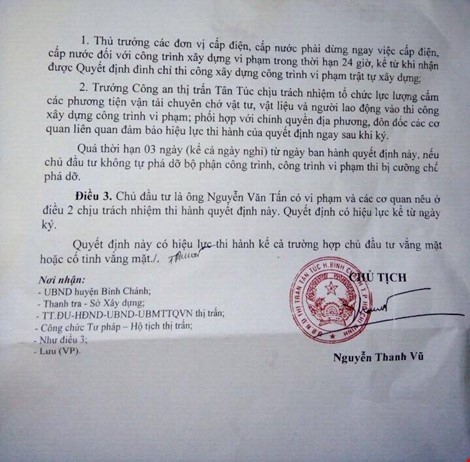 1. Thủ trưởng các đơn vị cấp điện, cấp nước phải dừng ngay việc cấp điện,
cấp nước đối với công trình xây dựng vi phạm trong thời hạn 24 giờ, kể từ khi nhận
được Quyết định đình chỉ thi công xây dựng công trình vi phạm trật tự xây dựng;
2. Trưởng Công an thị trấn Tân Túc chịu trách nhiệm tổ chức lực lượng cấm
các phương tiện vận tải chuyên chở vật tư, vật liệu và người lao động vào thi công
xây dựng công trình vi phạm; phối hợp với chính quyền địa phương, đôn đốc các cơ
quan liên quan đảm bảo hiệu lực thi hành của quyết định ngay sau khi ký.
Quá thời hạn 03 ngày (kể cả ngày nghỉ) từ ngày ban hành quyết định này, nếu
chủ đầu tư không tự phá dỡ bộ phận công trình, công trình vi phạm thì bị cưỡng chế
phá dỡ.
Điều 3. Chủ đầu tư là ông Nguyễn Văn Tấn có vi phạm và các cơ quan nêu ở
điều 2 chịu trách nhiệm thi hành quyết định này. Quyết định có hiệu lực kể từ ngày
ký.
Quyết định này có hiệu lực thi hành kể cả trường hợp chủ đầu tư vắng mặt
hoặc cố tình vắng mặt./.
Nơi nhận:
- UBND huyện Bình Chánh;
- Thanh tra - Sở Xây dựng;
- TT.ĐU-HĐND-UBND-UBMTTQVN thị trấn;
- Công chức Tư pháp – Hộ tịch thị trấn;
- Như điều 3;
- Lưu (VP).
CHỦ TỊCH
Nguyễn Thanh Vũ